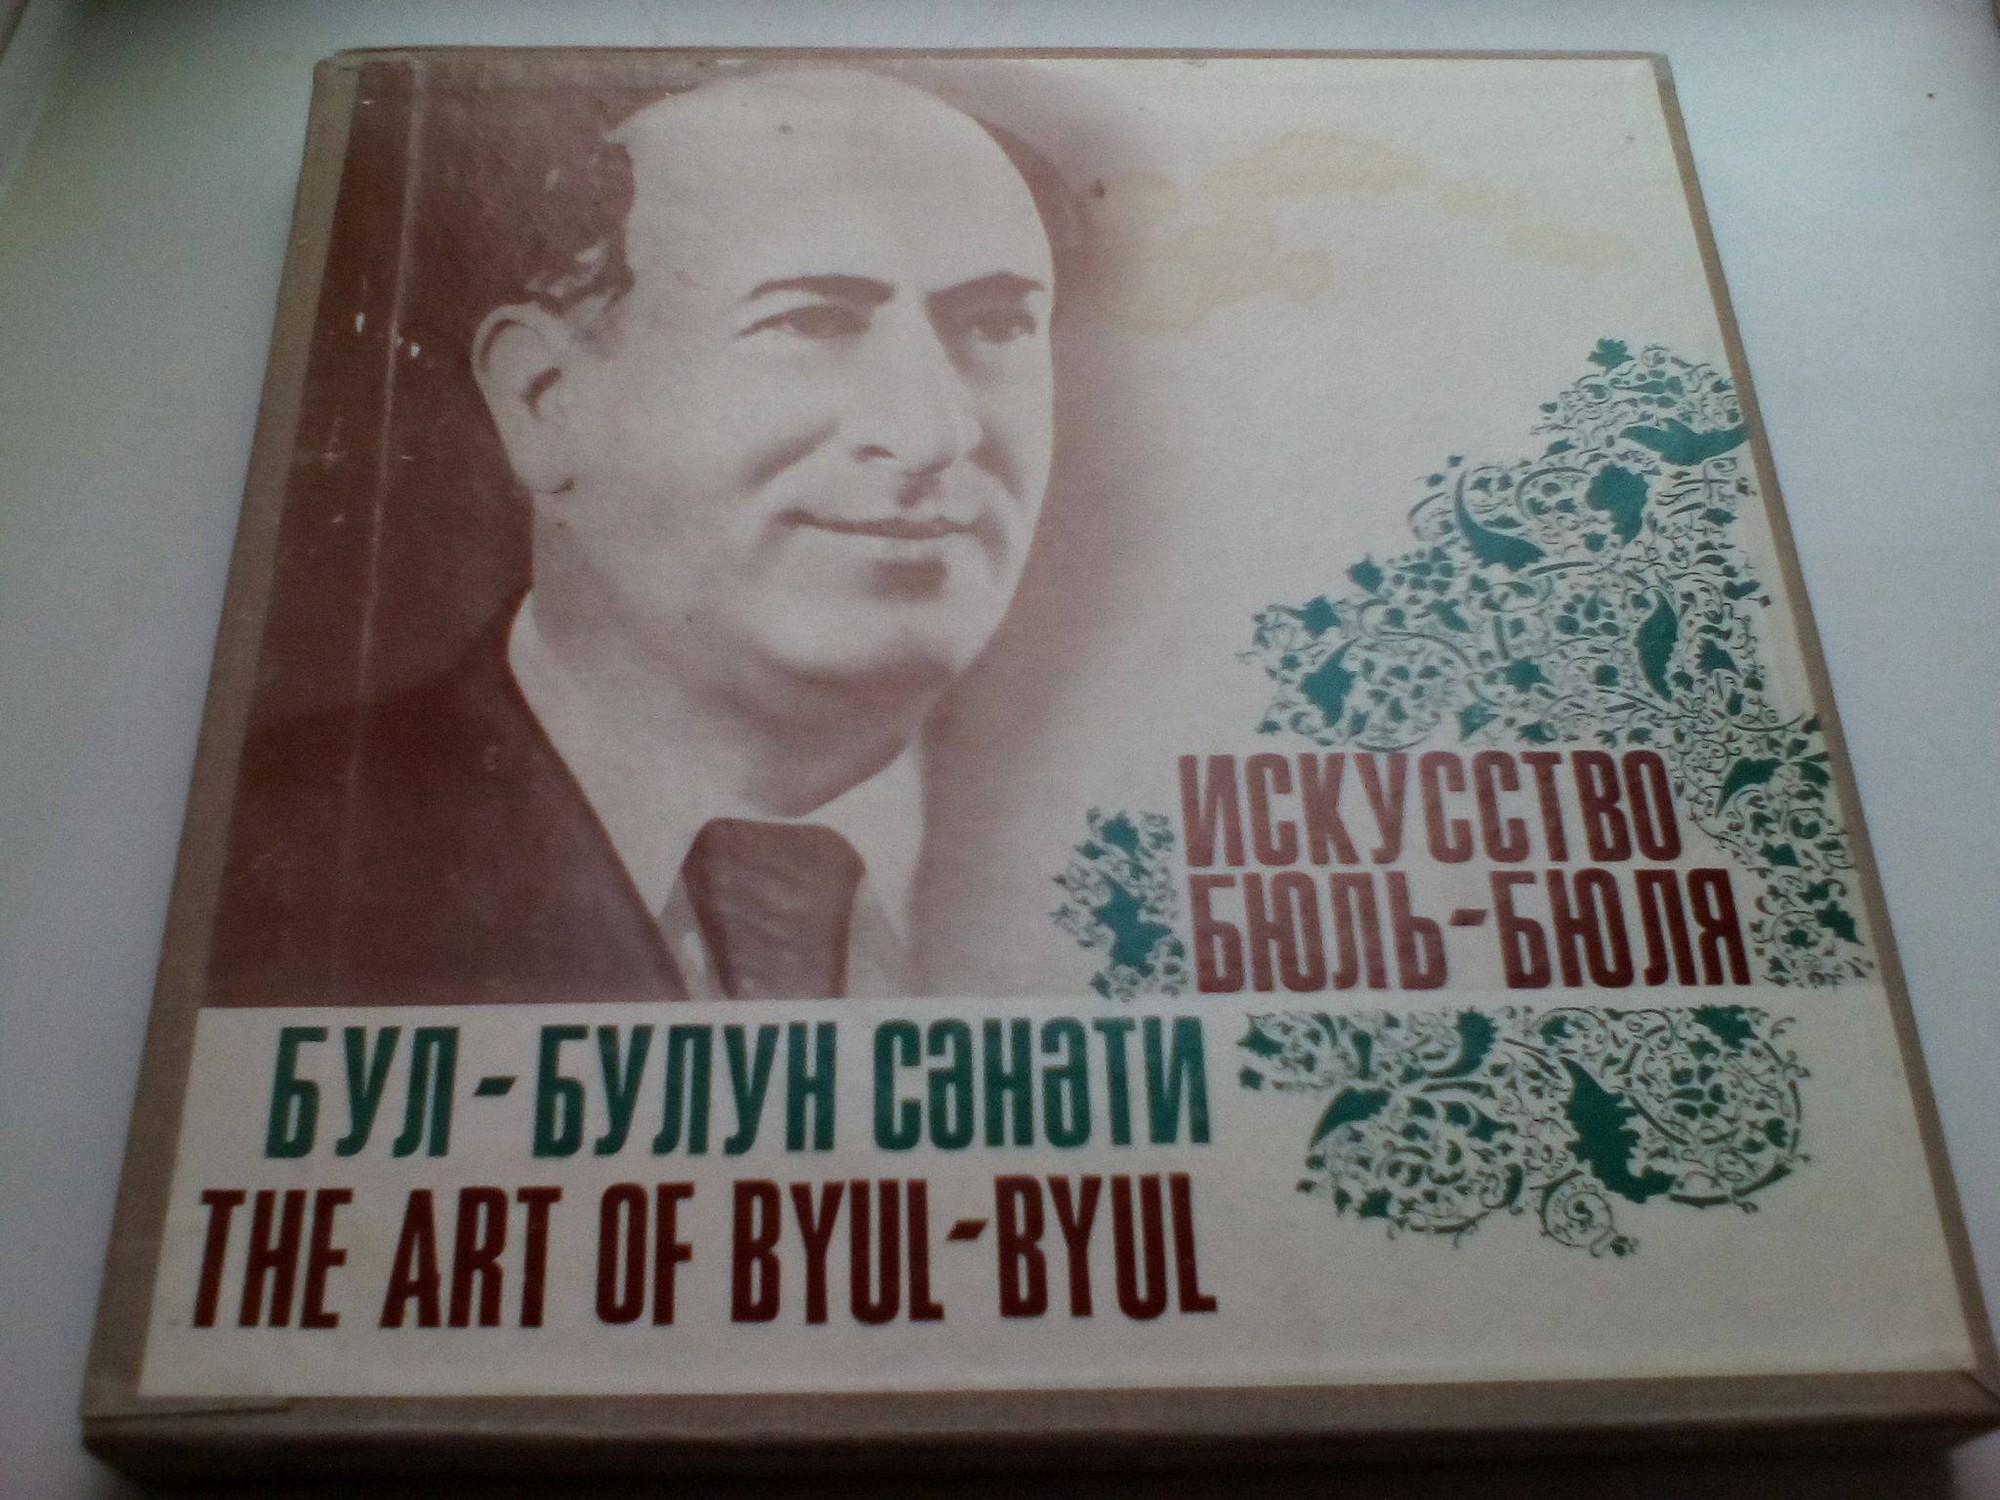 ИСКУССТВО
БЮЛЬ-БЮЛЯ
БУЛ-БУЛУН СӘНӘТИ
THE ART OF BYUL-BYUL